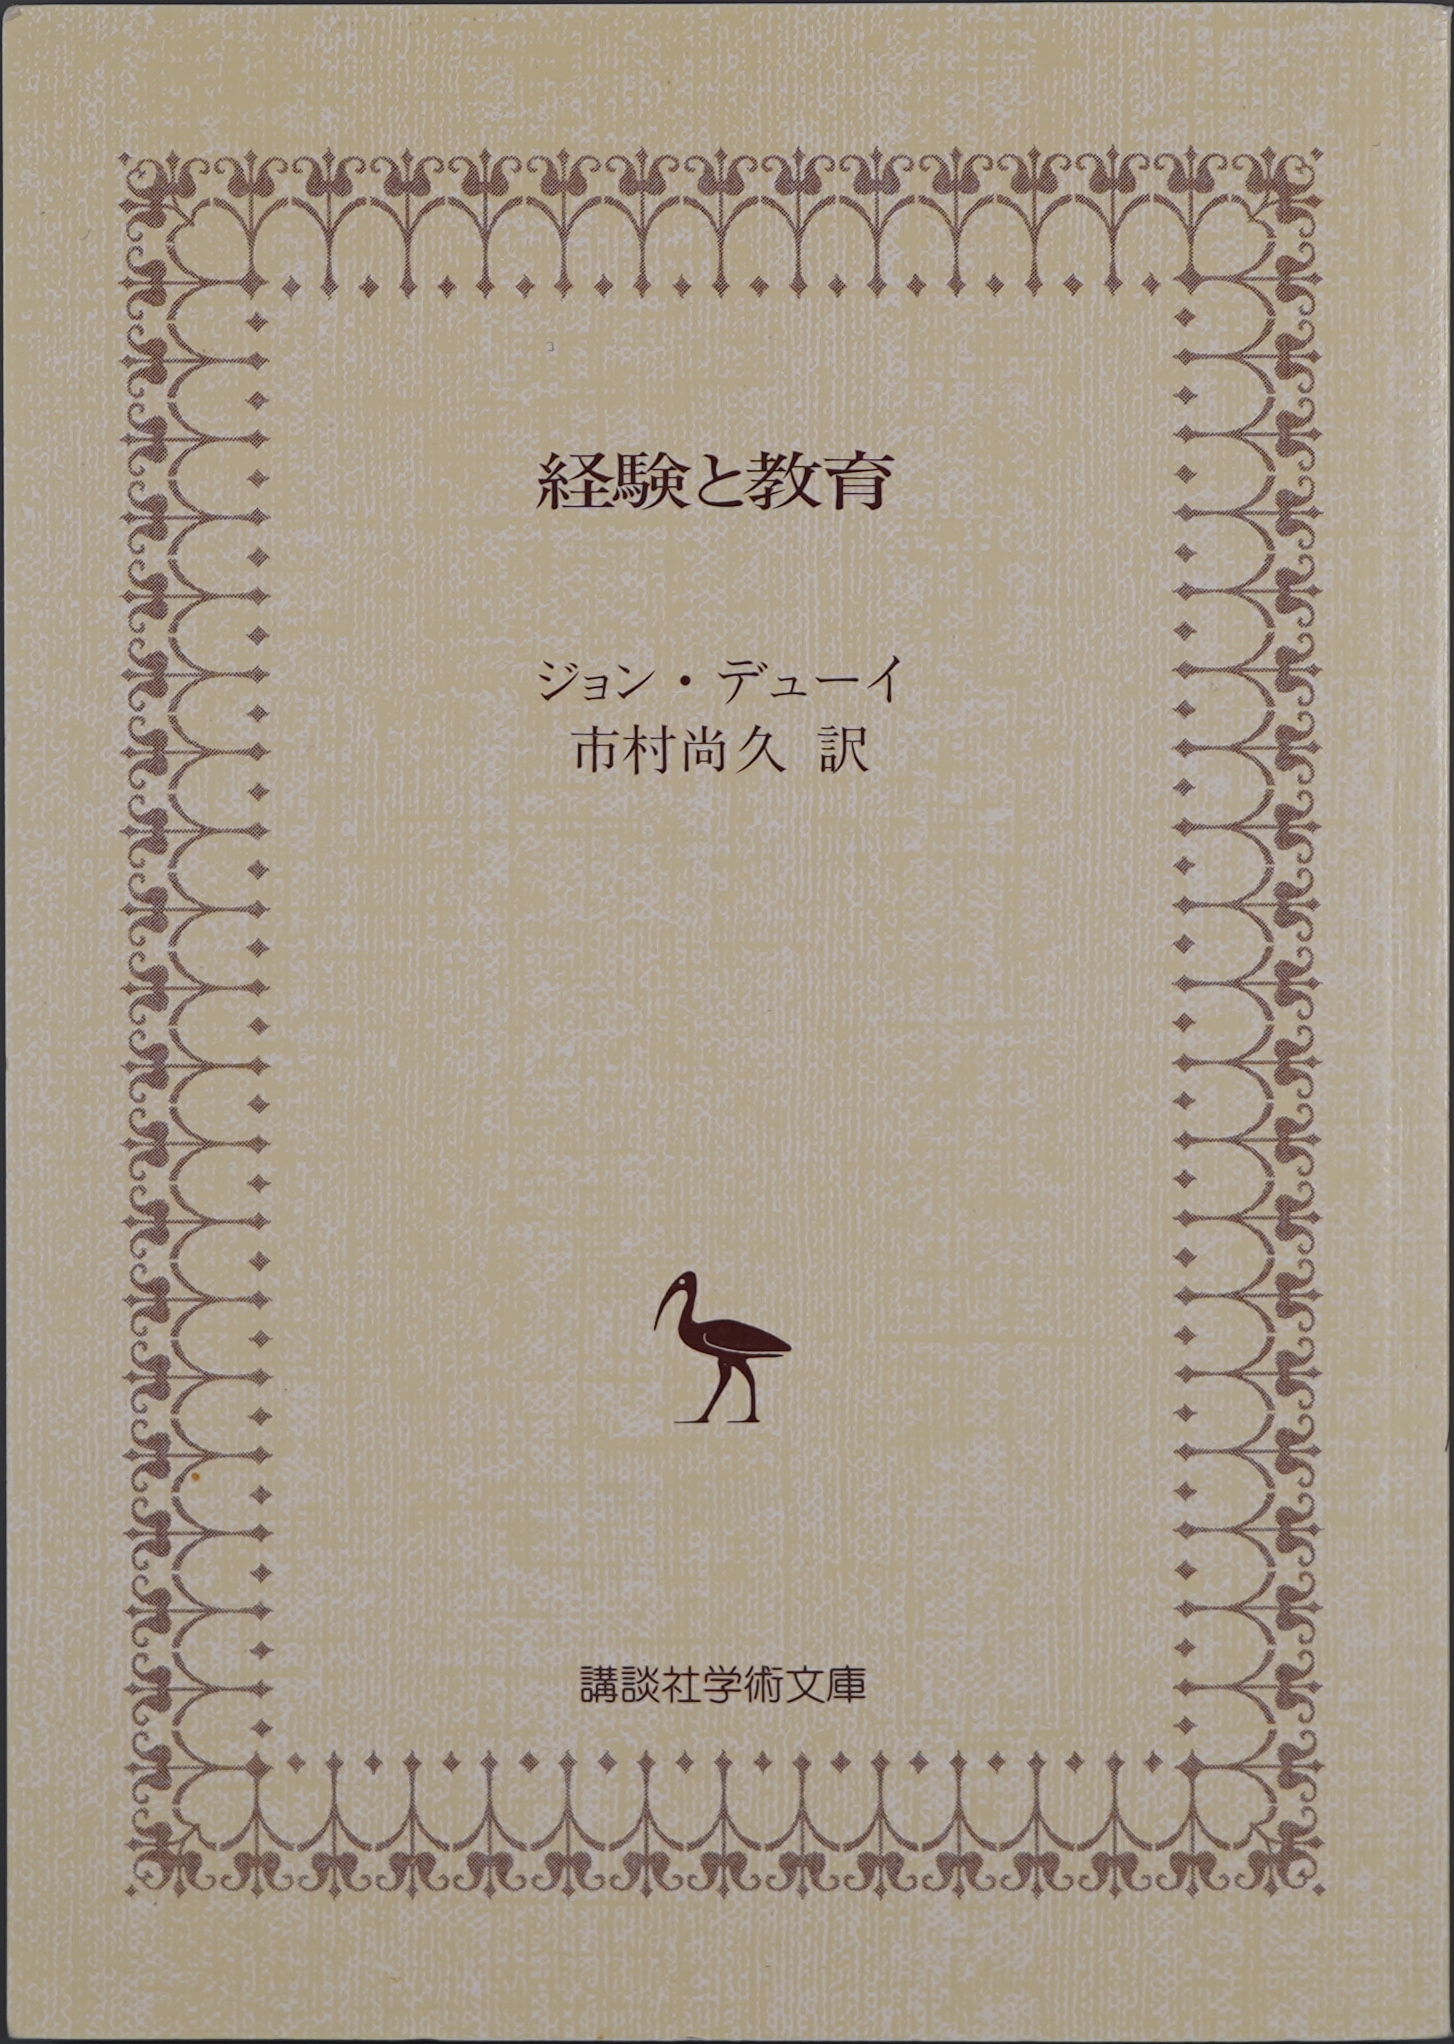 経験と教育
ジョン・デューイ
市村尚久 訳
講談社学術文庫